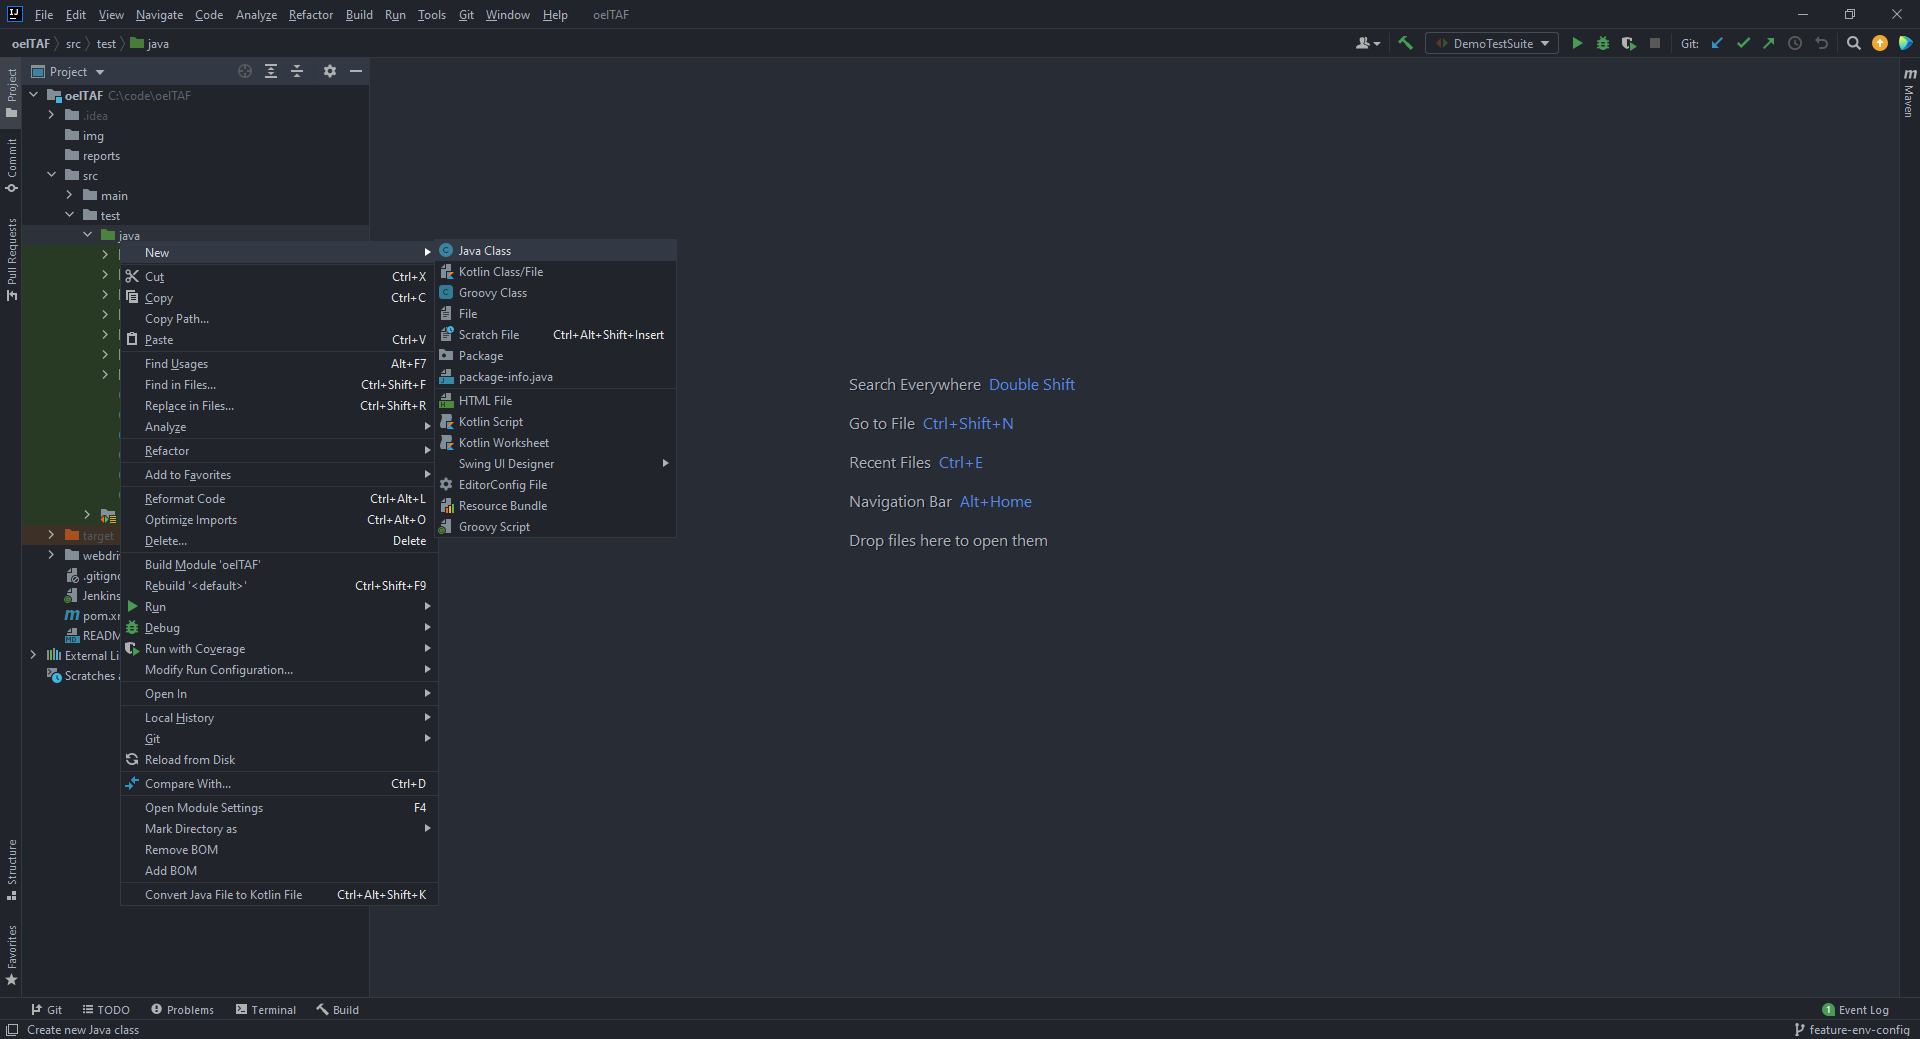 File Edit View Navigate Code Analyze Refactor Build Run Tools Git Window Help oelTAF
oelTAF src test java
DemoTestSuite
Git:
Project
oelTAF C:\code\oelTAF
.idea
img
reports
src
main
test
java
target
webdri
.gitign
Jenkins
pom.x
READM
External Li
Scratches
New
Cut Ctrl+X
Copy Ctrl+C
Copy Path...
Paste Ctrl+V
Find Usages Alt+F7
Find in Files... Ctrl+Shift+F
Replace in Files... Ctrl+Shift+R
Analyze
Refactor
Add to Favorites
Reformat Code Ctrl+Alt+L
Optimize Imports Ctrl+Alt+O
Delete... Delete
Build Module 'oelTAF'
Rebuild '<default>' Ctrl+Shift+F9
Run
Debug
Run with Coverage
Modify Run Configuration...
Open In
Local History
Git
Reload from Disk
Compare With... Ctrl+D
Open Module Settings F4
Mark Directory as
Remove BOM
Add BOM
Convert Java File to Kotlin File Ctrl+Alt+Shift+K
Java Class
Kotlin Class/File
Groovy Class
File
Scratch File Ctrl+Alt+Shift+Insert
Package
package-info.java
HTML File
Kotlin Script
Kotlin Worksheet
Swing UI Designer
EditorConfig File
Resource Bundle
Groovy Script
Search Everywhere Double Shift
Go to File Ctrl+Shift+N
Recent Files Ctrl+E
Navigation Bar Alt+Home
Drop files here to open them
Project
Commit
Pull Requests
Structure
Favorites
m Maven
Git TODO Problems Terminal Build
1 Event Log
Create new Java class
feature-env-config